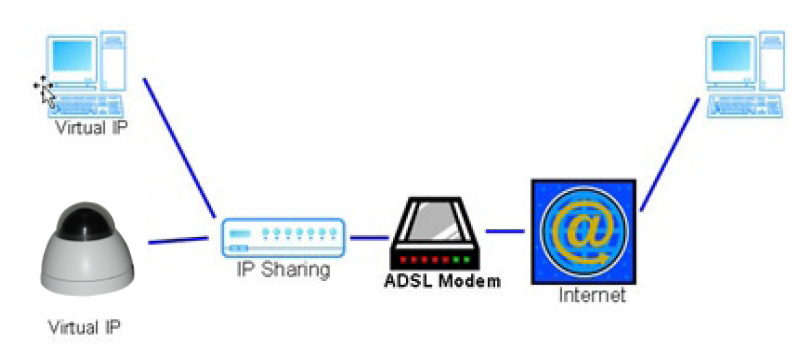 Virtual IP
IP Sharing
ADSL Modem
Internet
Virtual IP